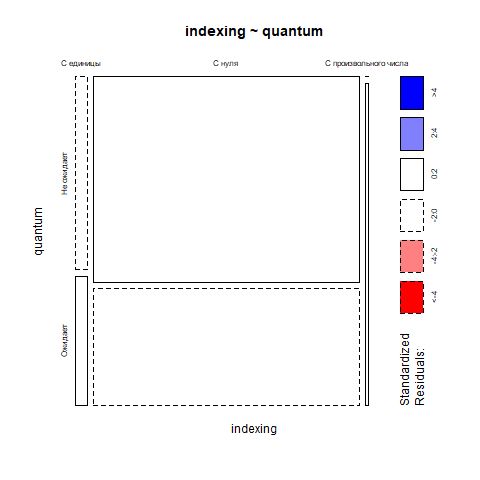 indexing ~ quantum
С единицы
С нуля
С произвольного числа
Не ожидает
Ожидает
quantum
indexing
>4
2:4
0:2
-2:0
-4:-2
<-4
Standardized
Residuals: